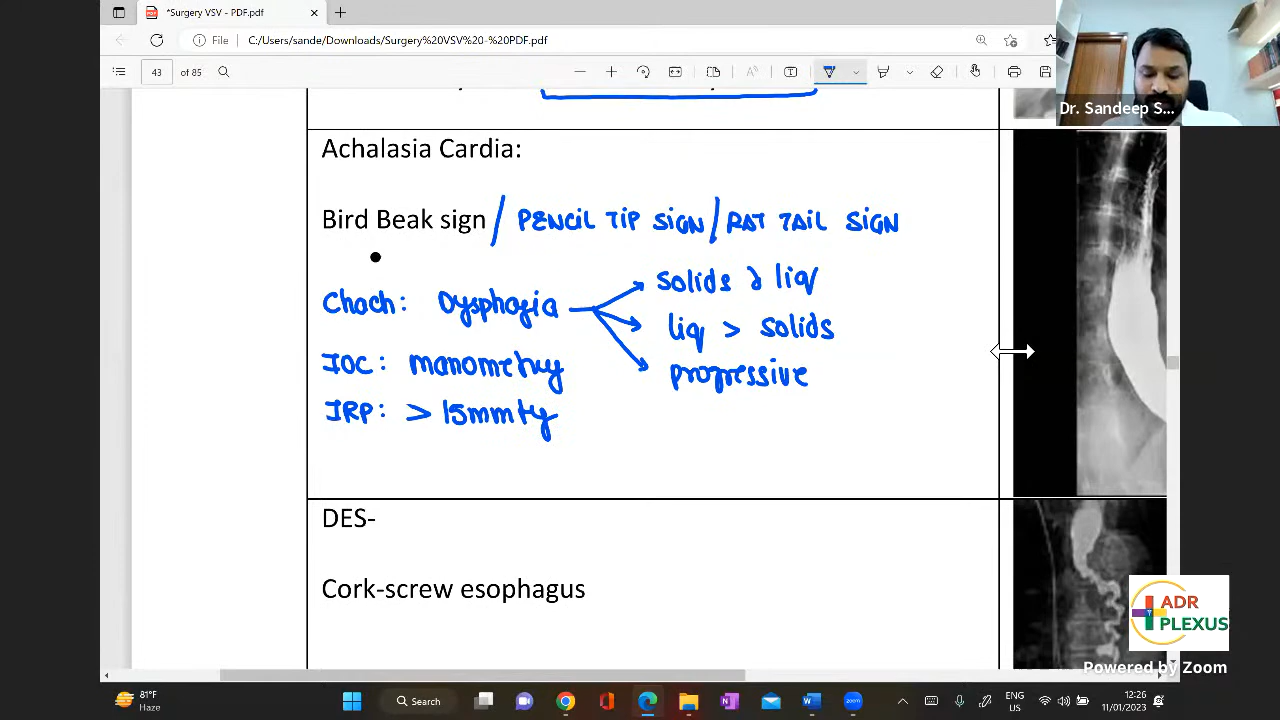 *Surgery VSV - PDF.pdf
File C:/Users/sande/Downloads/Surgery%20VSV%20-%20PDF.pdf
43 of 85
Dr. Sandeep S...
Achalasia Cardia:
Bird Beak sign / PENCIL TIP SIGN / RAT TAIL SIGN
Chach: Dysphagia
solids & liq
liq > solids
progressive
IOC: manometry
IRP: > 15mmHg
DES-
Cork-screw esophagus
ADR
PLEXUS
Powered by Zoom
81°F
Haze
Search
ENG
US
12:26
11/01/2023